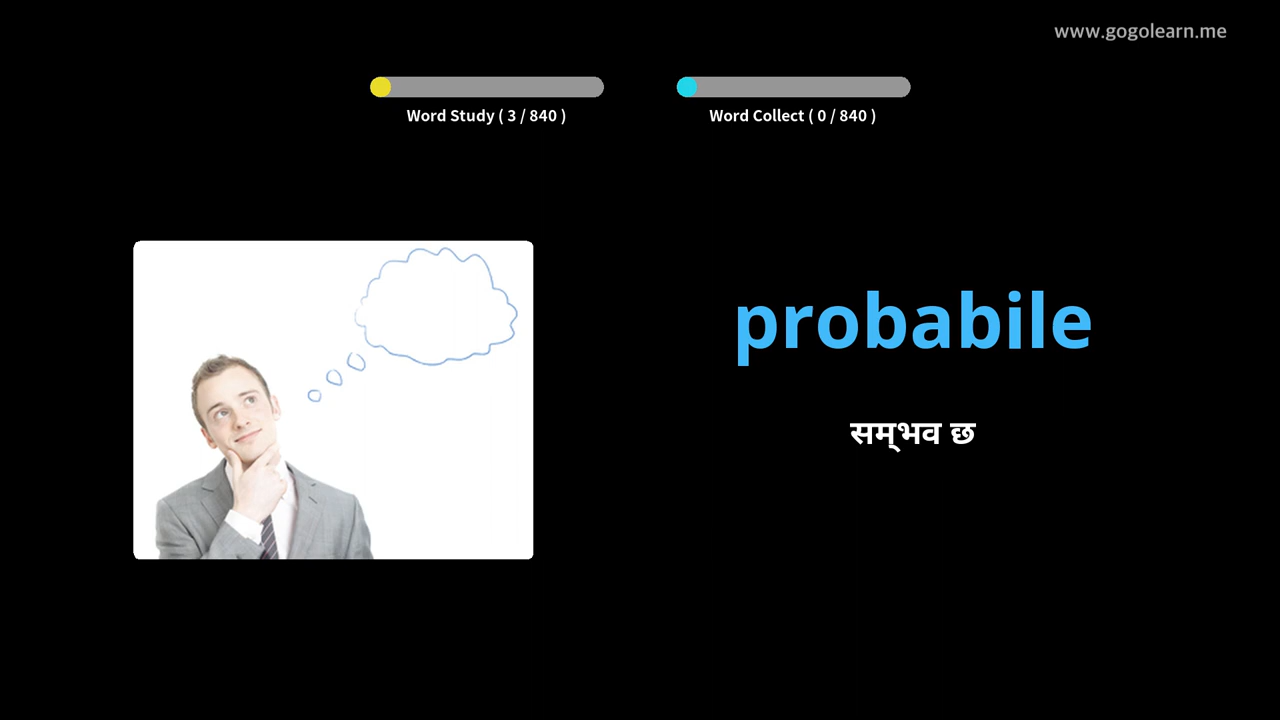 www.gogolearn.me
Word Study ( 3 / 840 )
Word Collect ( 0 / 840 )
probabile
सम्‌भव छ